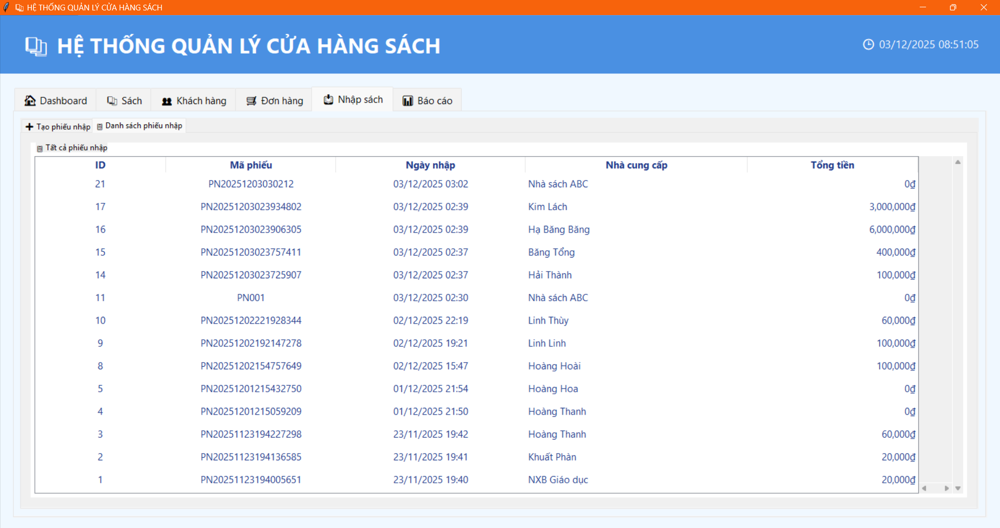 HỆ THỐNG QUẢN LÝ CỬA HÀNG SÁCH
HỆ THỐNG QUẢN LÝ CỬA HÀNG SÁCH
03/12/2025 08:51:05
Dashboard Sách Khách hàng Đơn hàng Nhập sách Báo cáo
Tạo phiếu nhập Danh sách phiếu nhập
Tất cả phiếu nhập
ID Mã phiếu Ngày nhập Nhà cung cấp Tổng tiền
21 PN20251203030212 03/12/2025 03:02 Nhà sách ABC 0₫
17 PN20251203023934802 03/12/2025 02:39 Kim Lách 3,000,000₫
16 PN20251203023906305 03/12/2025 02:39 Hạ Băng Băng 6,000,000₫
15 PN20251203023757411 03/12/2025 02:37 Băng Tổng 400,000₫
14 PN20251203023725907 03/12/2025 02:37 Hải Thành 100,000₫
11 PN001 03/12/2025 02:30 Nhà sách ABC 0₫
10 PN20251202221928344 02/12/2025 22:19 Linh Thùy 60,000₫
9 PN20251202192147278 02/12/2025 19:21 Linh Linh 100,000₫
8 PN20251202154757649 02/12/2025 15:47 Hoàng Hoài 100,000₫
5 PN20251201215432750 01/12/2025 21:54 Hoàng Hoa 0₫
4 PN20251201215059209 01/12/2025 21:50 Hoàng Thanh 0₫
3 PN20251123194227298 23/11/2025 19:42 Hoàng Thanh 60,000₫
2 PN20251123194136585 23/11/2025 19:41 Khuất Phàn 20,000₫
1 PN20251123194005651 23/11/2025 19:40 NXB Giáo dục 20,000₫